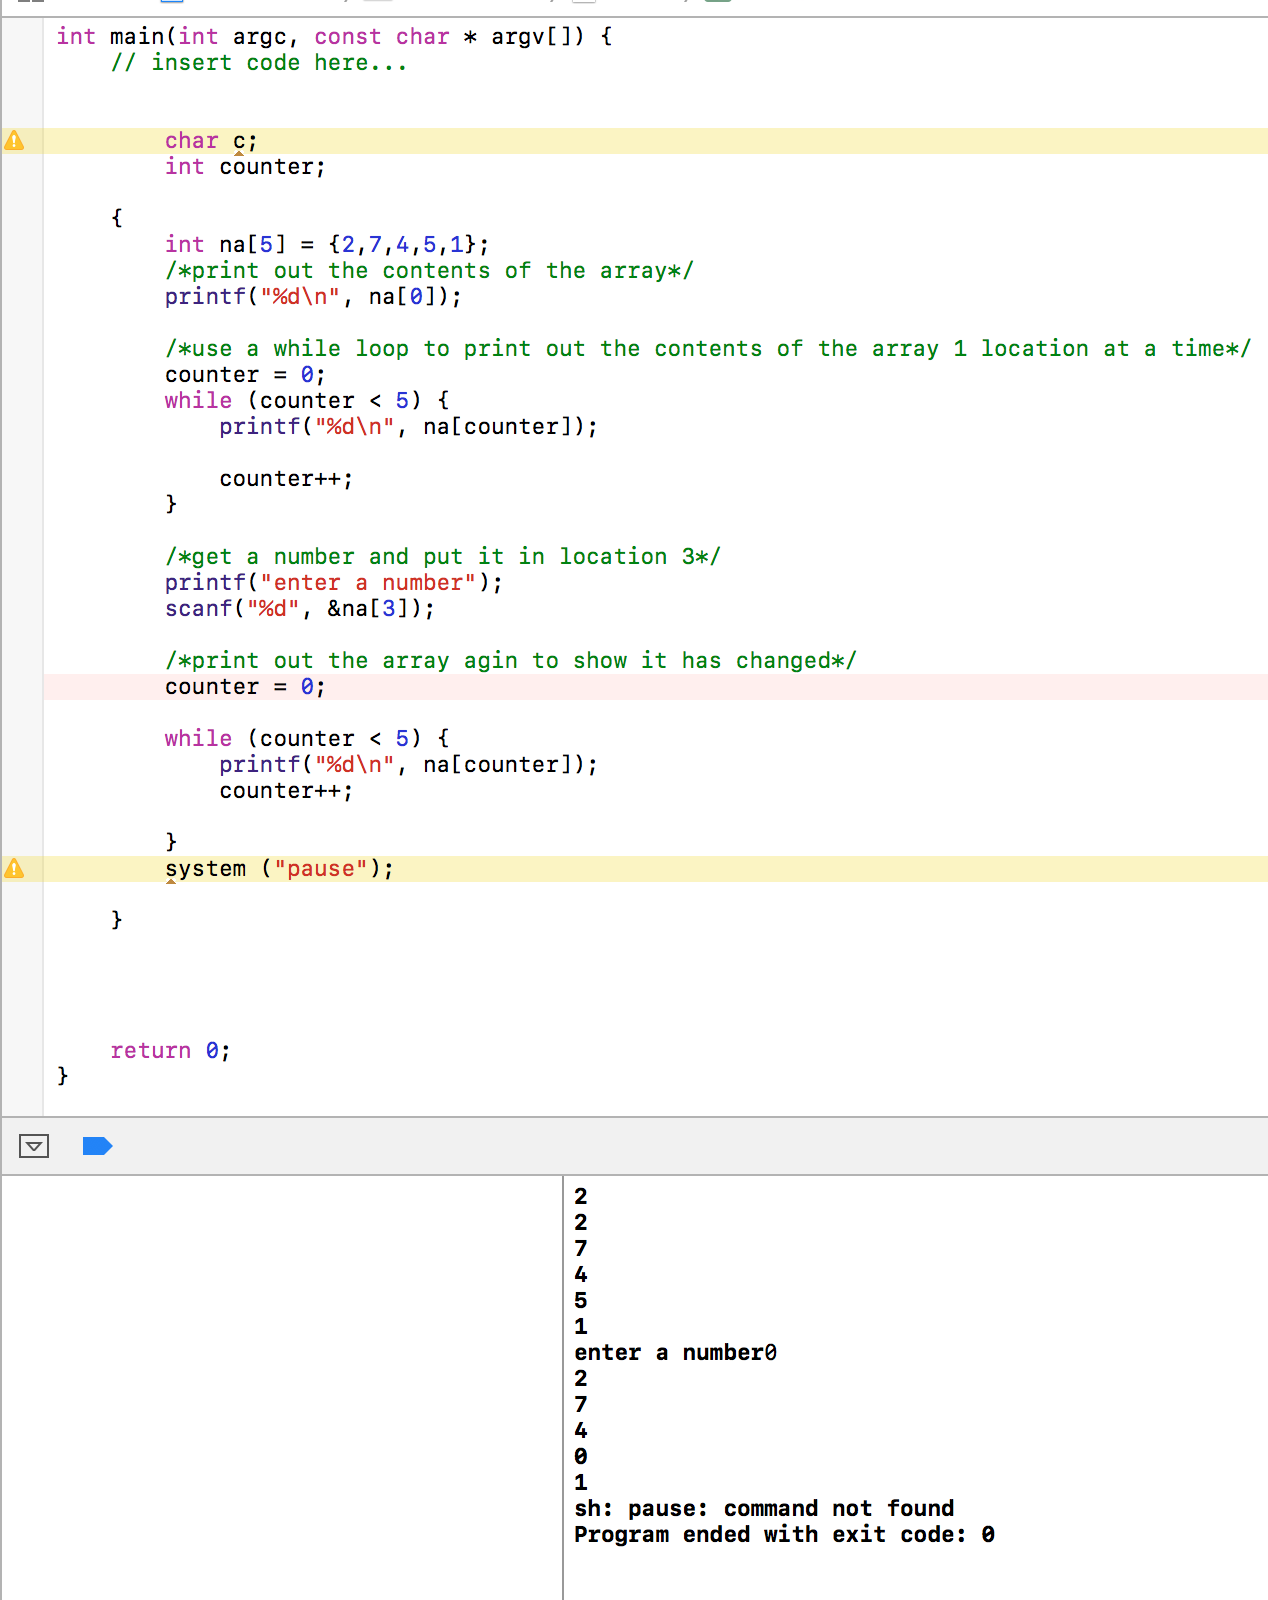 int main(int argc, const char * argv[]) {
// insert code here...
char c;
int counter;
{
int na[5] = {2,7,4,5,1};
/*print out the contents of the array*/
printf("%d\n", na[0]);
/*use a while loop to print out the contents of the array 1 location at a time*/
counter = 0;
while (counter < 5) {
printf("%d\n", na[counter]);
counter++;
}
/*get a number and put it in location 3*/
printf("enter a number");
scanf("%d", &na[3]);
/*print out the array agin to show it has changed*/
counter = 0;
while (counter < 5) {
printf("%d\n", na[counter]);
counter++;
}
system ("pause");
}
return 0;
}
2
2
7
4
5
1
enter a number0
2
7
4
0
1
sh: pause: command not found
Program ended with exit code: 0